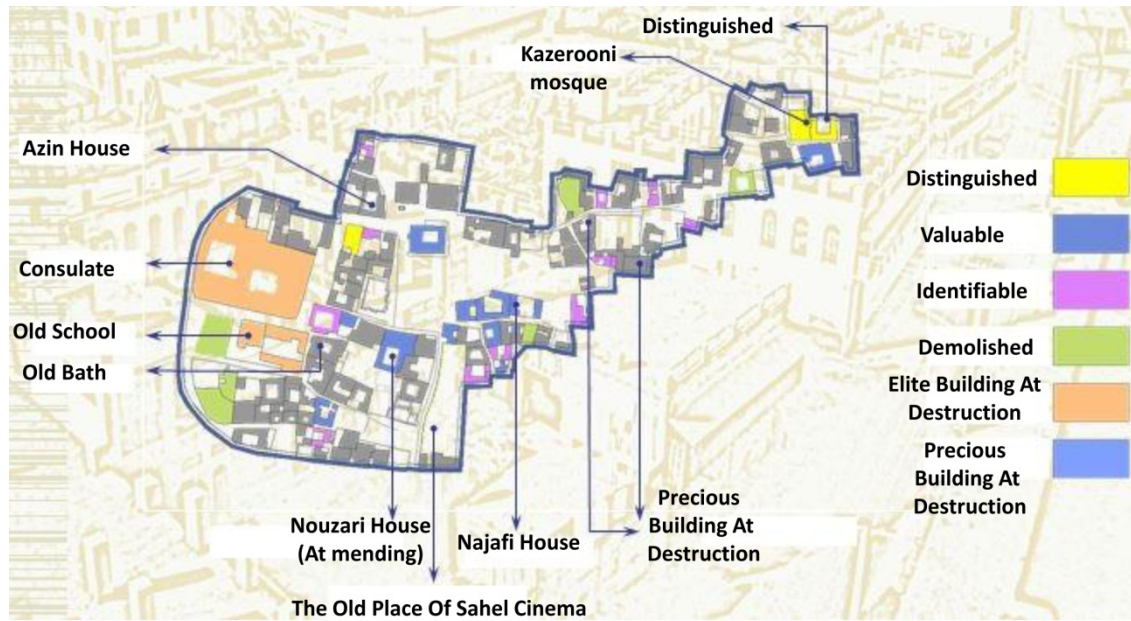 Distinguished
Kazerooni
mosque
Azin House
Consulate
Old School
Old Bath
Nouzari House
(At mending)
Najafi House
The Old Place Of Sahel Cinema
Precious
Building At
Destruction
Distinguished
Valuable
Identifiable
Demolished
Elite Building At
Destruction
Precious
Building At
Destruction